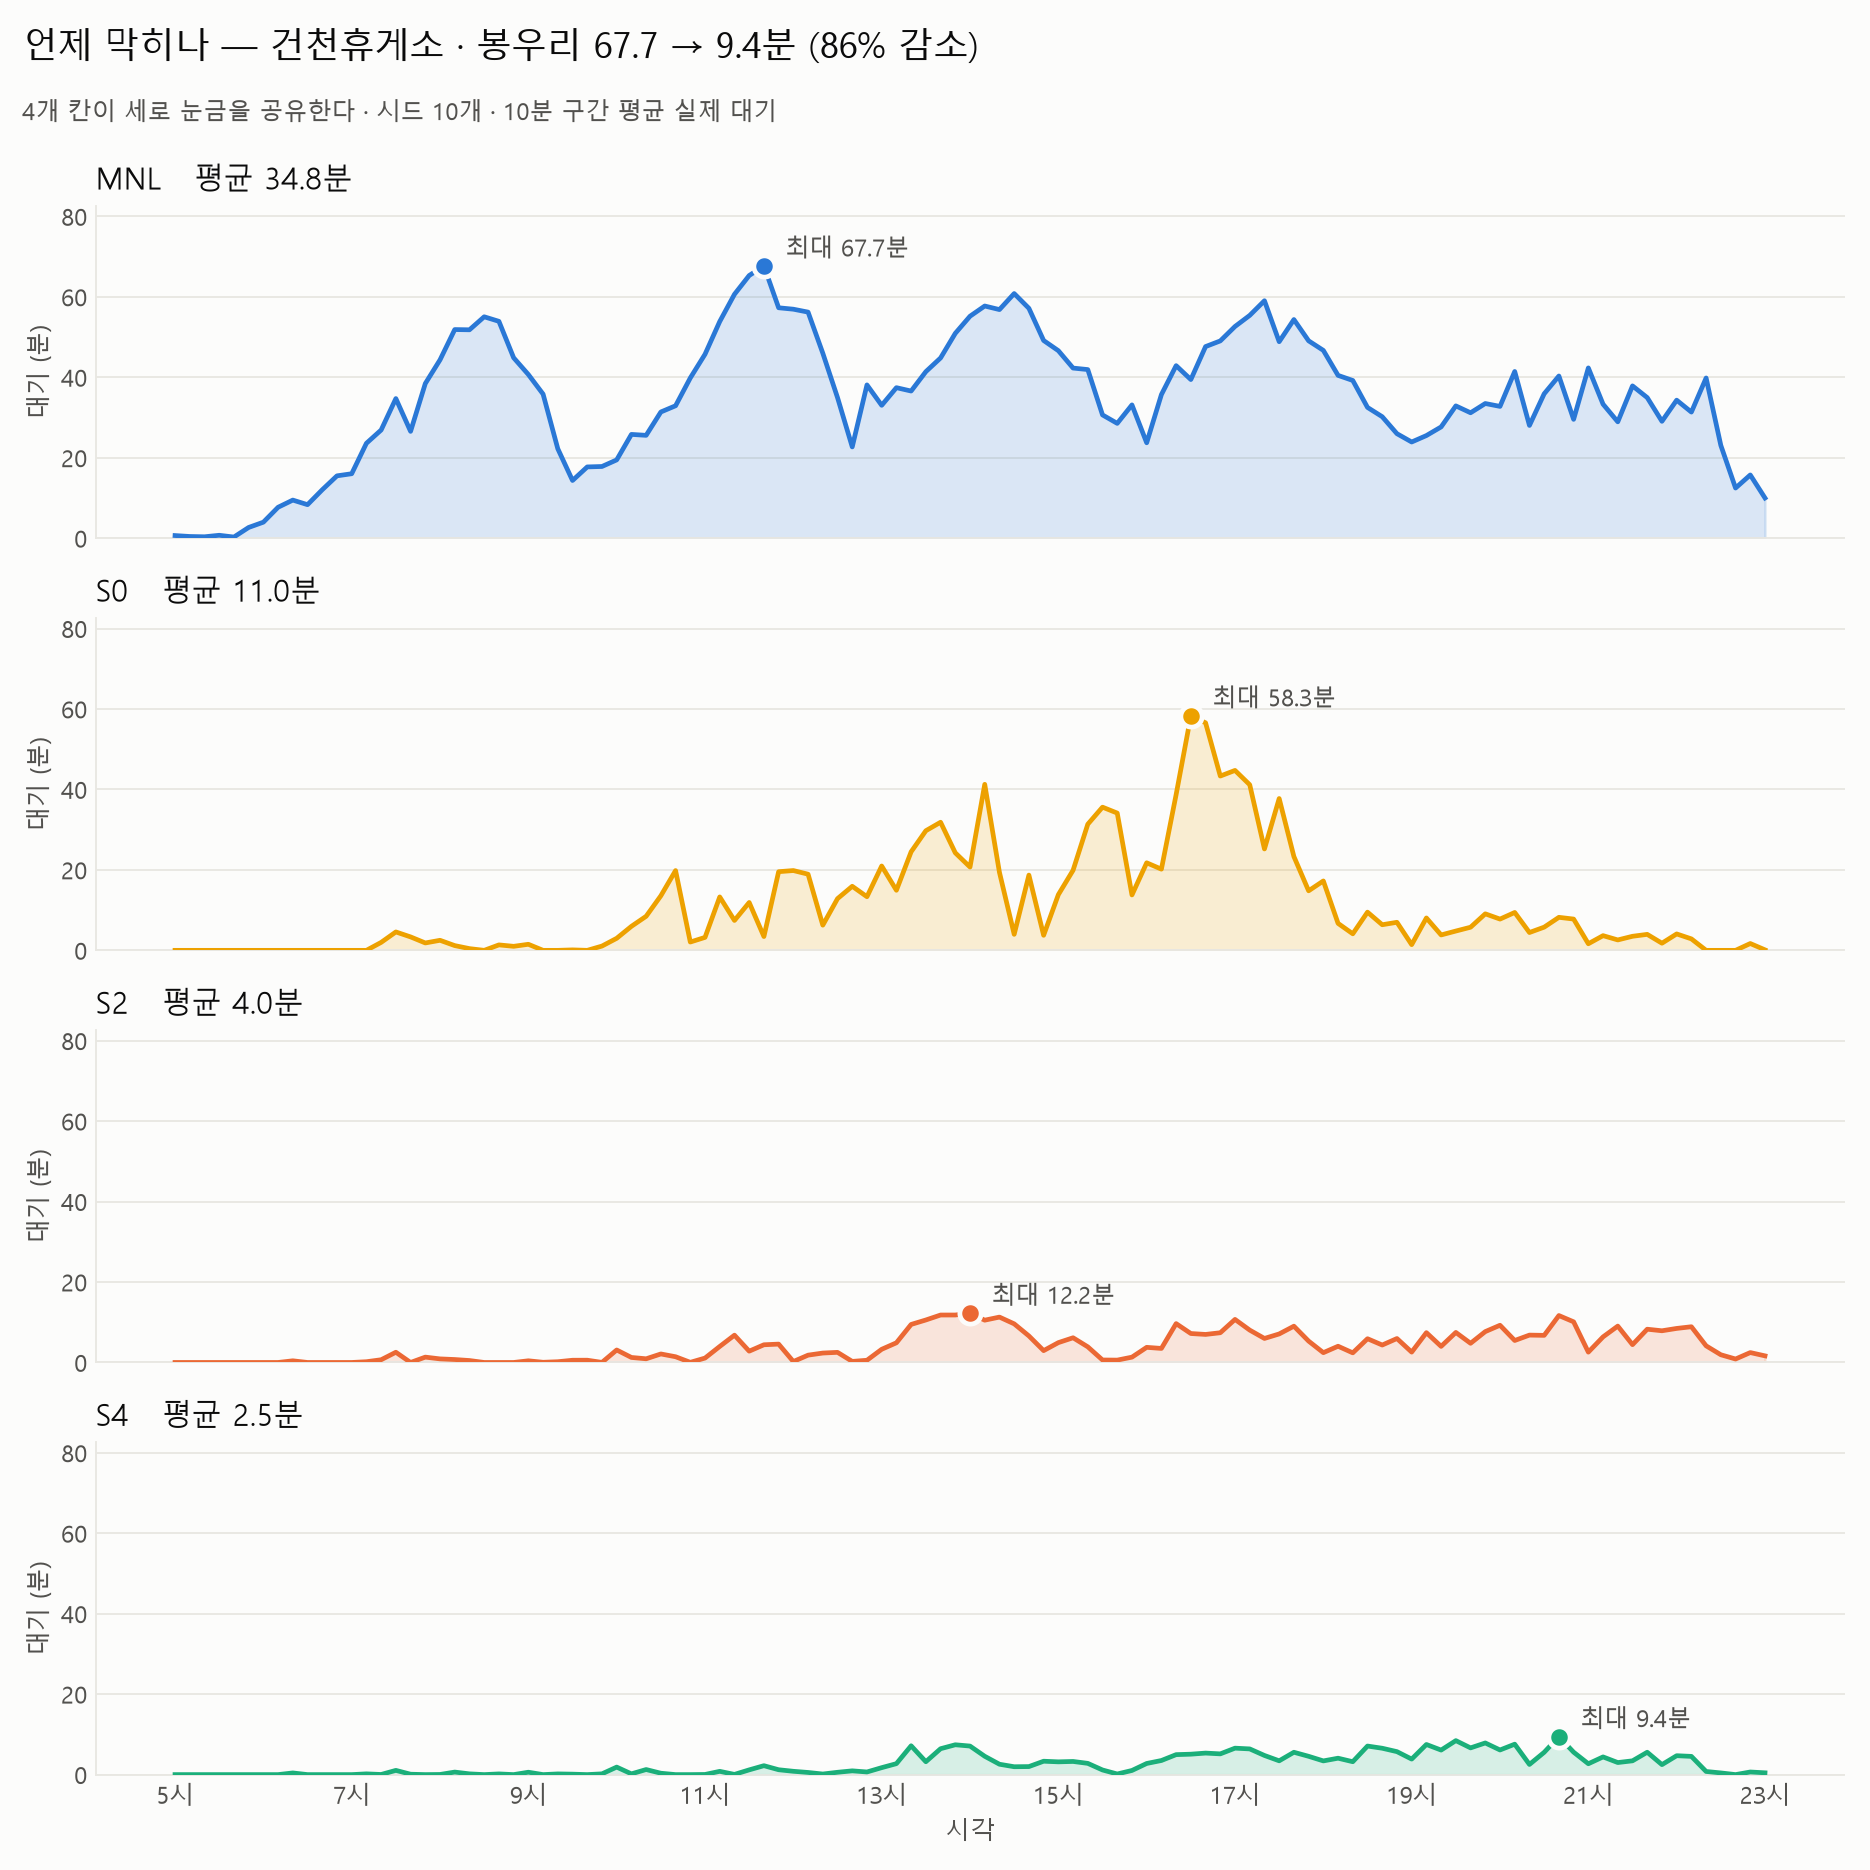 언제 막히나 — 건천휴게소 · 봉우리 67.7 → 9.4분 (86% 감소)
4개 칸이 세로 눈금을 공유한다 · 시드 10개 · 10분 구간 평균 실제 대기
MNL 평균 34.8분
80
60
40
20
0
대기 (분)
최대 67.7분
S0 평균 11.0분
80
60
40
20
0
대기 (분)
최대 58.3분
S2 평균 4.0분
80
60
40
20
0
대기 (분)
최대 12.2분
S4 평균 2.5분
80
60
40
20
0
대기 (분)
최대 9.4분
5시 7시 9시 11시 13시 15시 17시 19시 21시 23시
시각